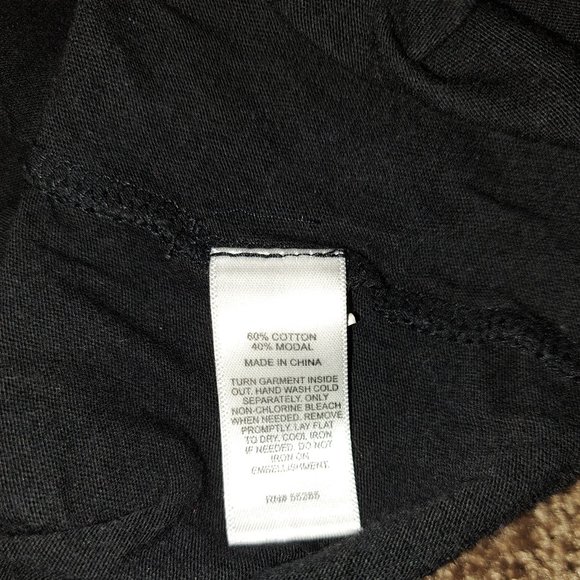 60% COTTON
40% MODAL
MADE IN CHINA
TURN GARMENT INSIDE
OUT. HAND WASH COLD
SEPARATELY. ONLY
NON-CHLORINE BLEACH
WHEN NEEDED. REMOVE
PROMPTLY. LAY FLAT
TO DRY. COOL IRON
IF NEEDED. DO NOT
IRON ON
EMBELLISHMENT.
RN# 55285